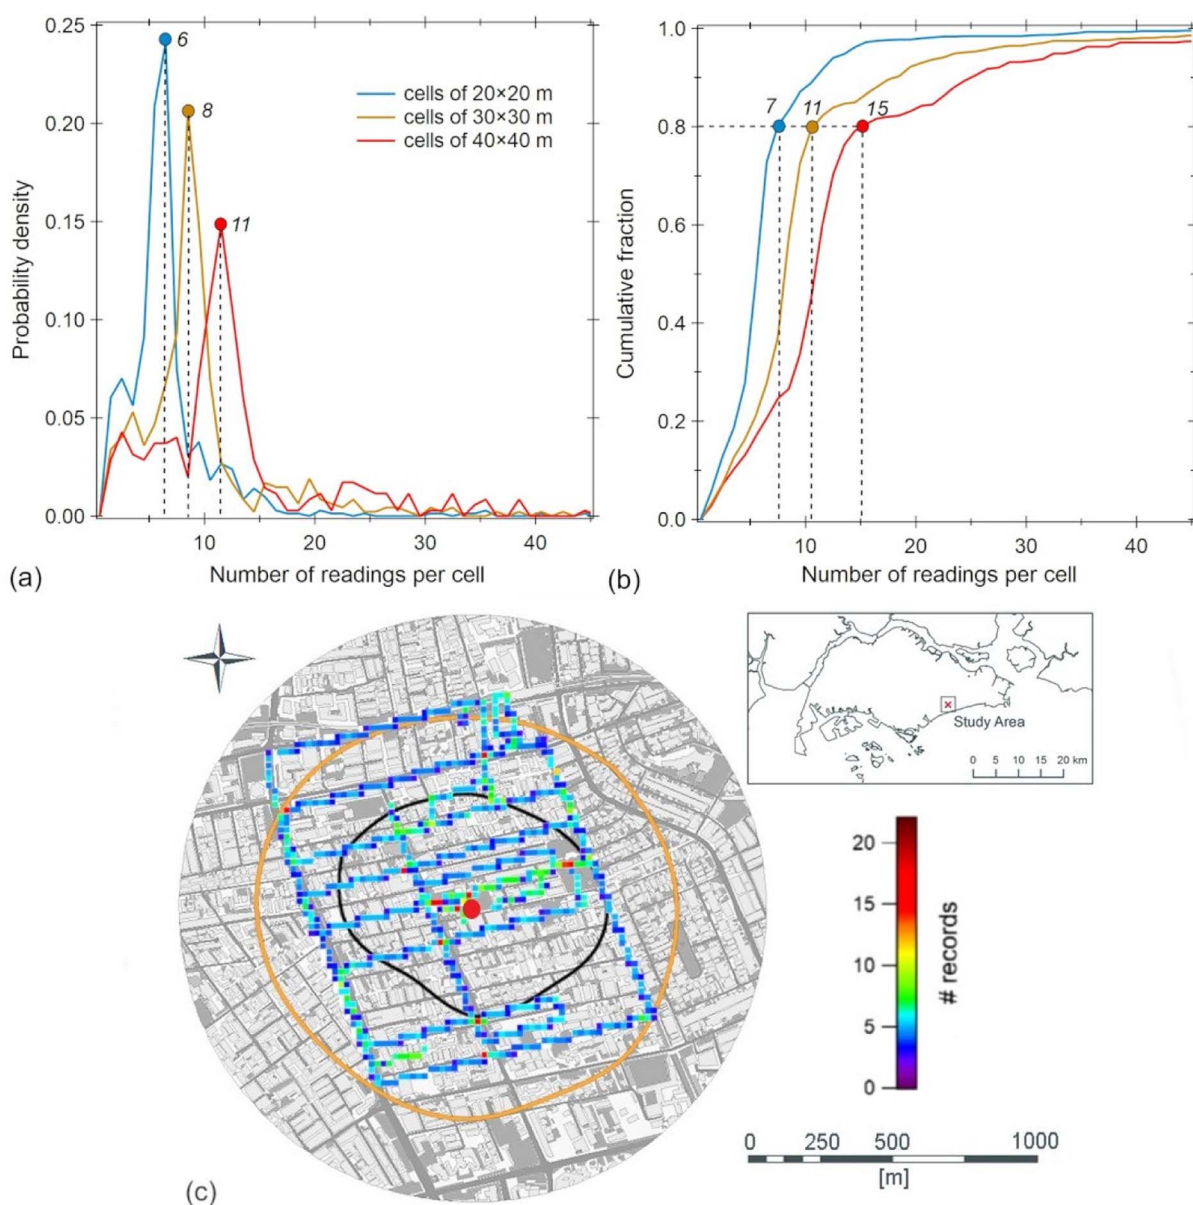 0.25
0.20
0.15
0.10
0.05
0.00
Probability density
6
8
11
cells of 20×20 m
cells of 30×30 m
cells of 40×40 m
10 20 30 40
Number of readings per cell
(a)
1.0
0.8
0.6
0.4
0.2
0.0
Cumulative fraction
7 11 15
10 20 30 40
Number of readings per cell
(b)
Study Area
0 5 10 15 20 km
20
15
10
5
0
# records
0 250 500 1000
[m]
(c)